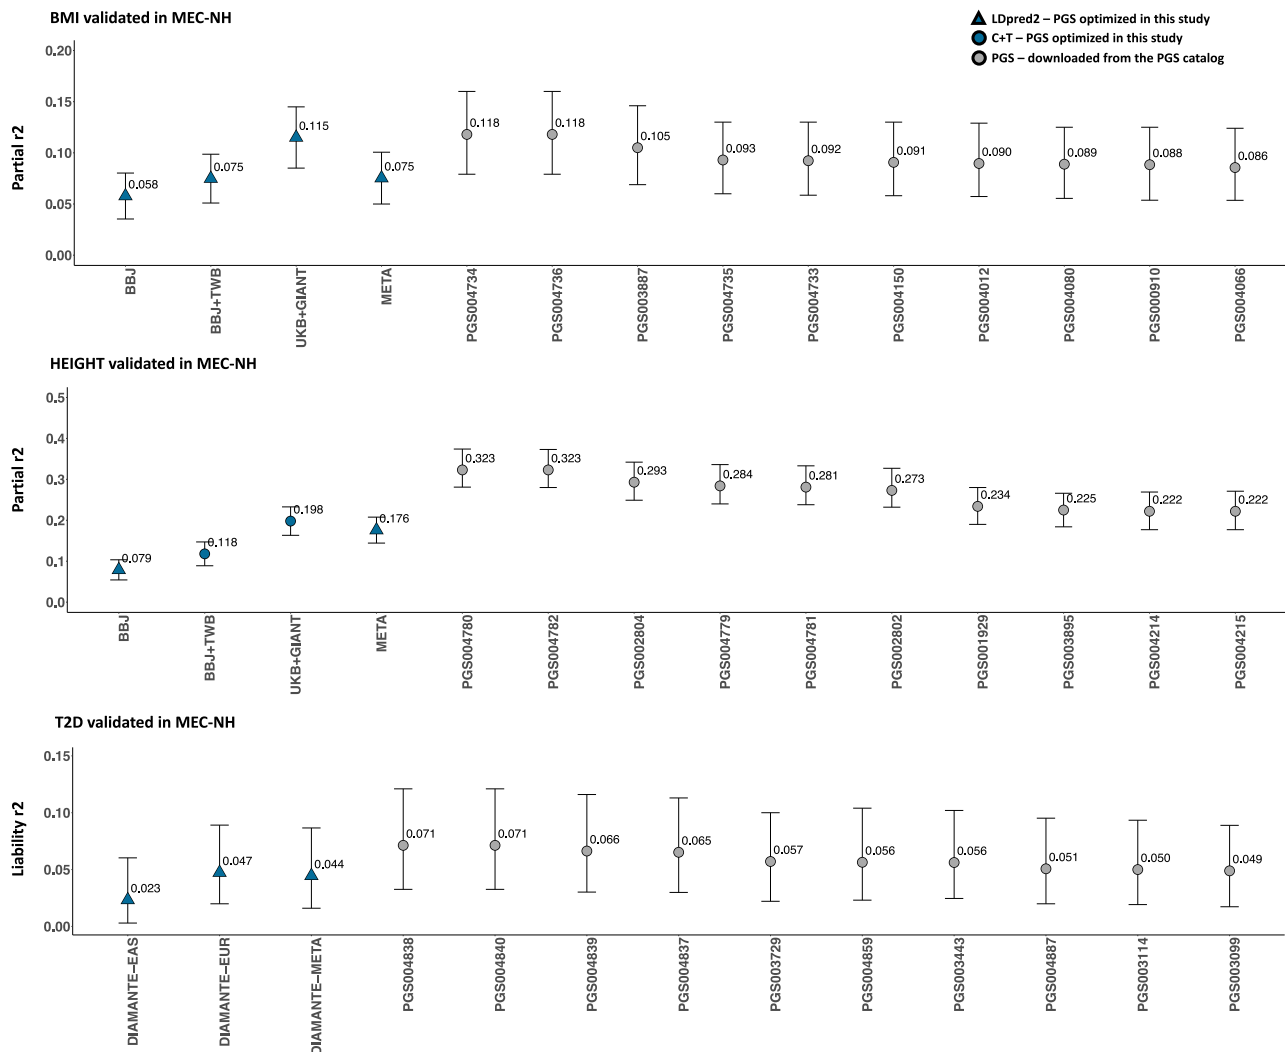 BMI validated in MEC-NH
LDpred2 – PGS optimized in this study
C+T – PGS optimized in this study
PGS – downloaded from the PGS catalog
Partial r2
0.20
0.15
0.10
0.05
0.00
0.058
0.075
0.115
0.075
0.118
0.118
0.105
0.093
0.092
0.091
0.090
0.089
0.088
0.086
BBJ
BBJ+TWB
UKB+GIANT
META
PGS004734
PGS004736
PGS003887
PGS004735
PGS004733
PGS004150
PGS004012
PGS004080
PGS000910
PGS004066
HEIGHT validated in MEC-NH
Partial r2
0.5
0.4
0.3
0.2
0.1
0.0
0.079
0.118
0.198
0.176
0.323
0.323
0.293
0.284
0.281
0.273
0.234
0.225
0.222
0.222
BBJ
BBJ+TWB
UKB+GIANT
META
PGS004780
PGS004782
PGS002804
PGS004779
PGS004781
PGS002802
PGS001929
PGS003895
PGS004214
PGS004215
T2D validated in MEC-NH
Liability r2
0.15
0.10
0.05
0.00
0.023
0.047
0.044
0.071
0.071
0.066
0.065
0.057
0.056
0.056
0.051
0.050
0.049
DIAMANTE–EAS
DIAMANTE–EUR
DIAMANTE–META
PGS004838
PGS004840
PGS004839
PGS004837
PGS003729
PGS004859
PGS003443
PGS004887
PGS003114
PGS003099